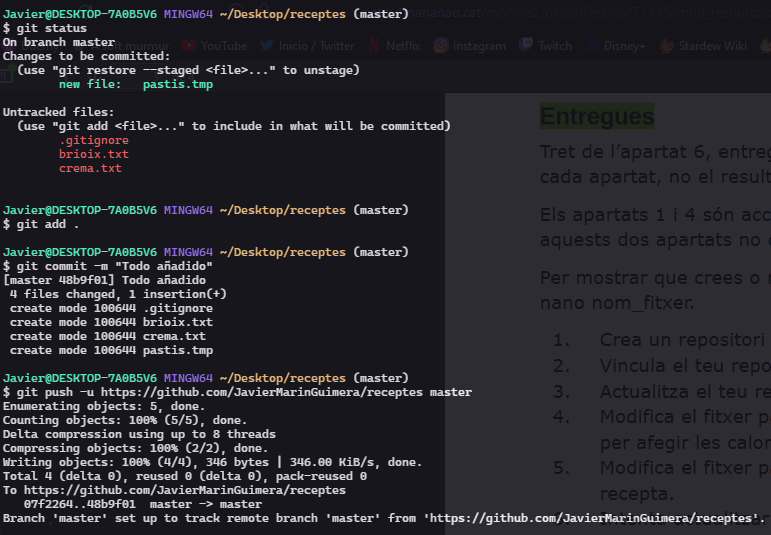 Javier@DESKTOP-7A0B5V6 MINGW64 ~/Desktop/receptes (master)
$ git status
On branch master
Changes to be committed:
  (use "git restore --staged <file>..." to unstage)
        new file:   pastis.tmp

Untracked files:
  (use "git add <file>..." to include in what will be committed)
        .gitignore
        brioix.txt
        crema.txt

Javier@DESKTOP-7A0B5V6 MINGW64 ~/Desktop/receptes (master)
$ git add .

Javier@DESKTOP-7A0B5V6 MINGW64 ~/Desktop/receptes (master)
$ git commit -m "Todo añadido"
[master 48b9f01] Todo añadido
 4 files changed, 1 insertion(+)
 create mode 100644 .gitignore
 create mode 100644 brioix.txt
 create mode 100644 crema.txt
 create mode 100644 pastis.tmp

Javier@DESKTOP-7A0B5V6 MINGW64 ~/Desktop/receptes (master)
$ git push -u https://github.com/JavierMarinGuimera/receptes master
Enumerating objects: 5, done.
Counting objects: 100% (5/5), done.
Delta compression using up to 8 threads
Compressing objects: 100% (2/2), done.
Writing objects: 100% (4/4), 346 bytes | 346.00 KiB/s, done.
Total 4 (delta 0), reused 0 (delta 0), pack-reused 0
To https://github.com/JavierMarinGuimera/receptes
   07f2264..48b9f01  master -> master
Branch 'master' set up to track remote branch 'master' from 'https://github.com/JavierMarinGuimera/receptes'.
murmur YouTube Inicio / Twitter Netflix Instagram Twitch Disney+ Stardew Wiki
Entregues
Tret de l'apartat 6, entreg
cada apartat, no el result
Els apartats 1 i 4 són acc
aquests dos apartats no
Per mostrar que crees o
nano nom_fitxer.
1. Crea un repositori
2. Vincula el teu repo
3. Actualitza el teu re
4. Modifica el fitxer pa
per afegir les calor
5. Modifica el fitxer pa
recepta.